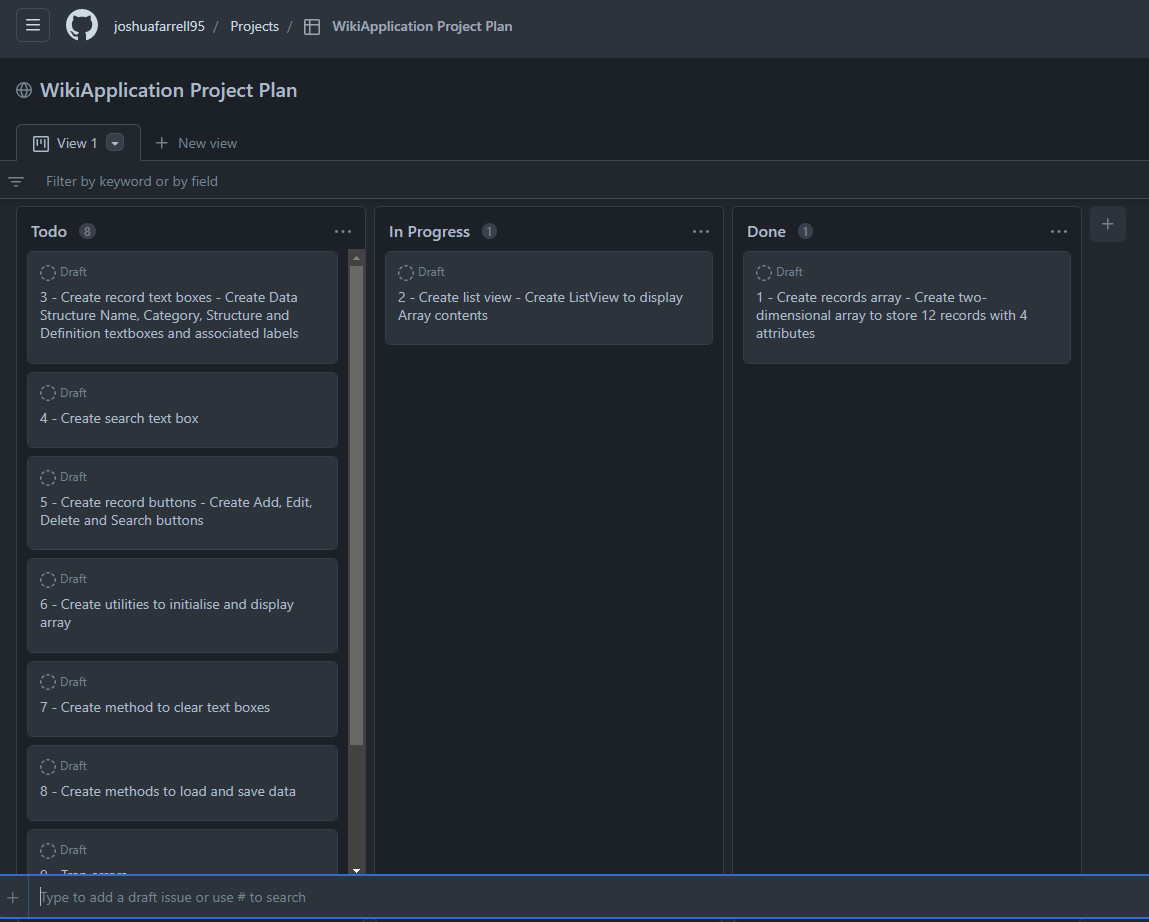 joshuafarrell95 / Projects / WikiApplication Project Plan
WikiApplication Project Plan
View 1
New view
Filter by keyword or by field
Todo 8
Draft
3 - Create record text boxes - Create Data
Structure Name, Category, Structure and
Definition textboxes and associated labels
Draft
4 - Create search text box
Draft
5 - Create record buttons - Create Add, Edit,
Delete and Search buttons
Draft
6 - Create utilities to initialise and display
array
Draft
7 - Create method to clear text boxes
Draft
8 - Create methods to load and save data
Draft
9 - Trap errors
In Progress 1
Draft
2 - Create list view - Create ListView to display
Array contents
Done 1
Draft
1 - Create records array - Create two-
dimensional array to store 12 records with 4
attributes
Type to add a draft issue or use # to search